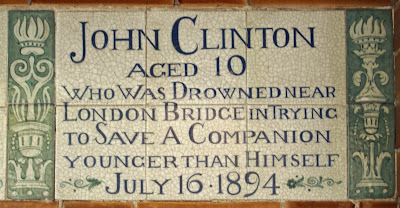 John Clinton
Aged 10
Who Was Drowned near
London Bridge in Trying
to Save A Companion
Younger Than Himself
July 16 · 1894